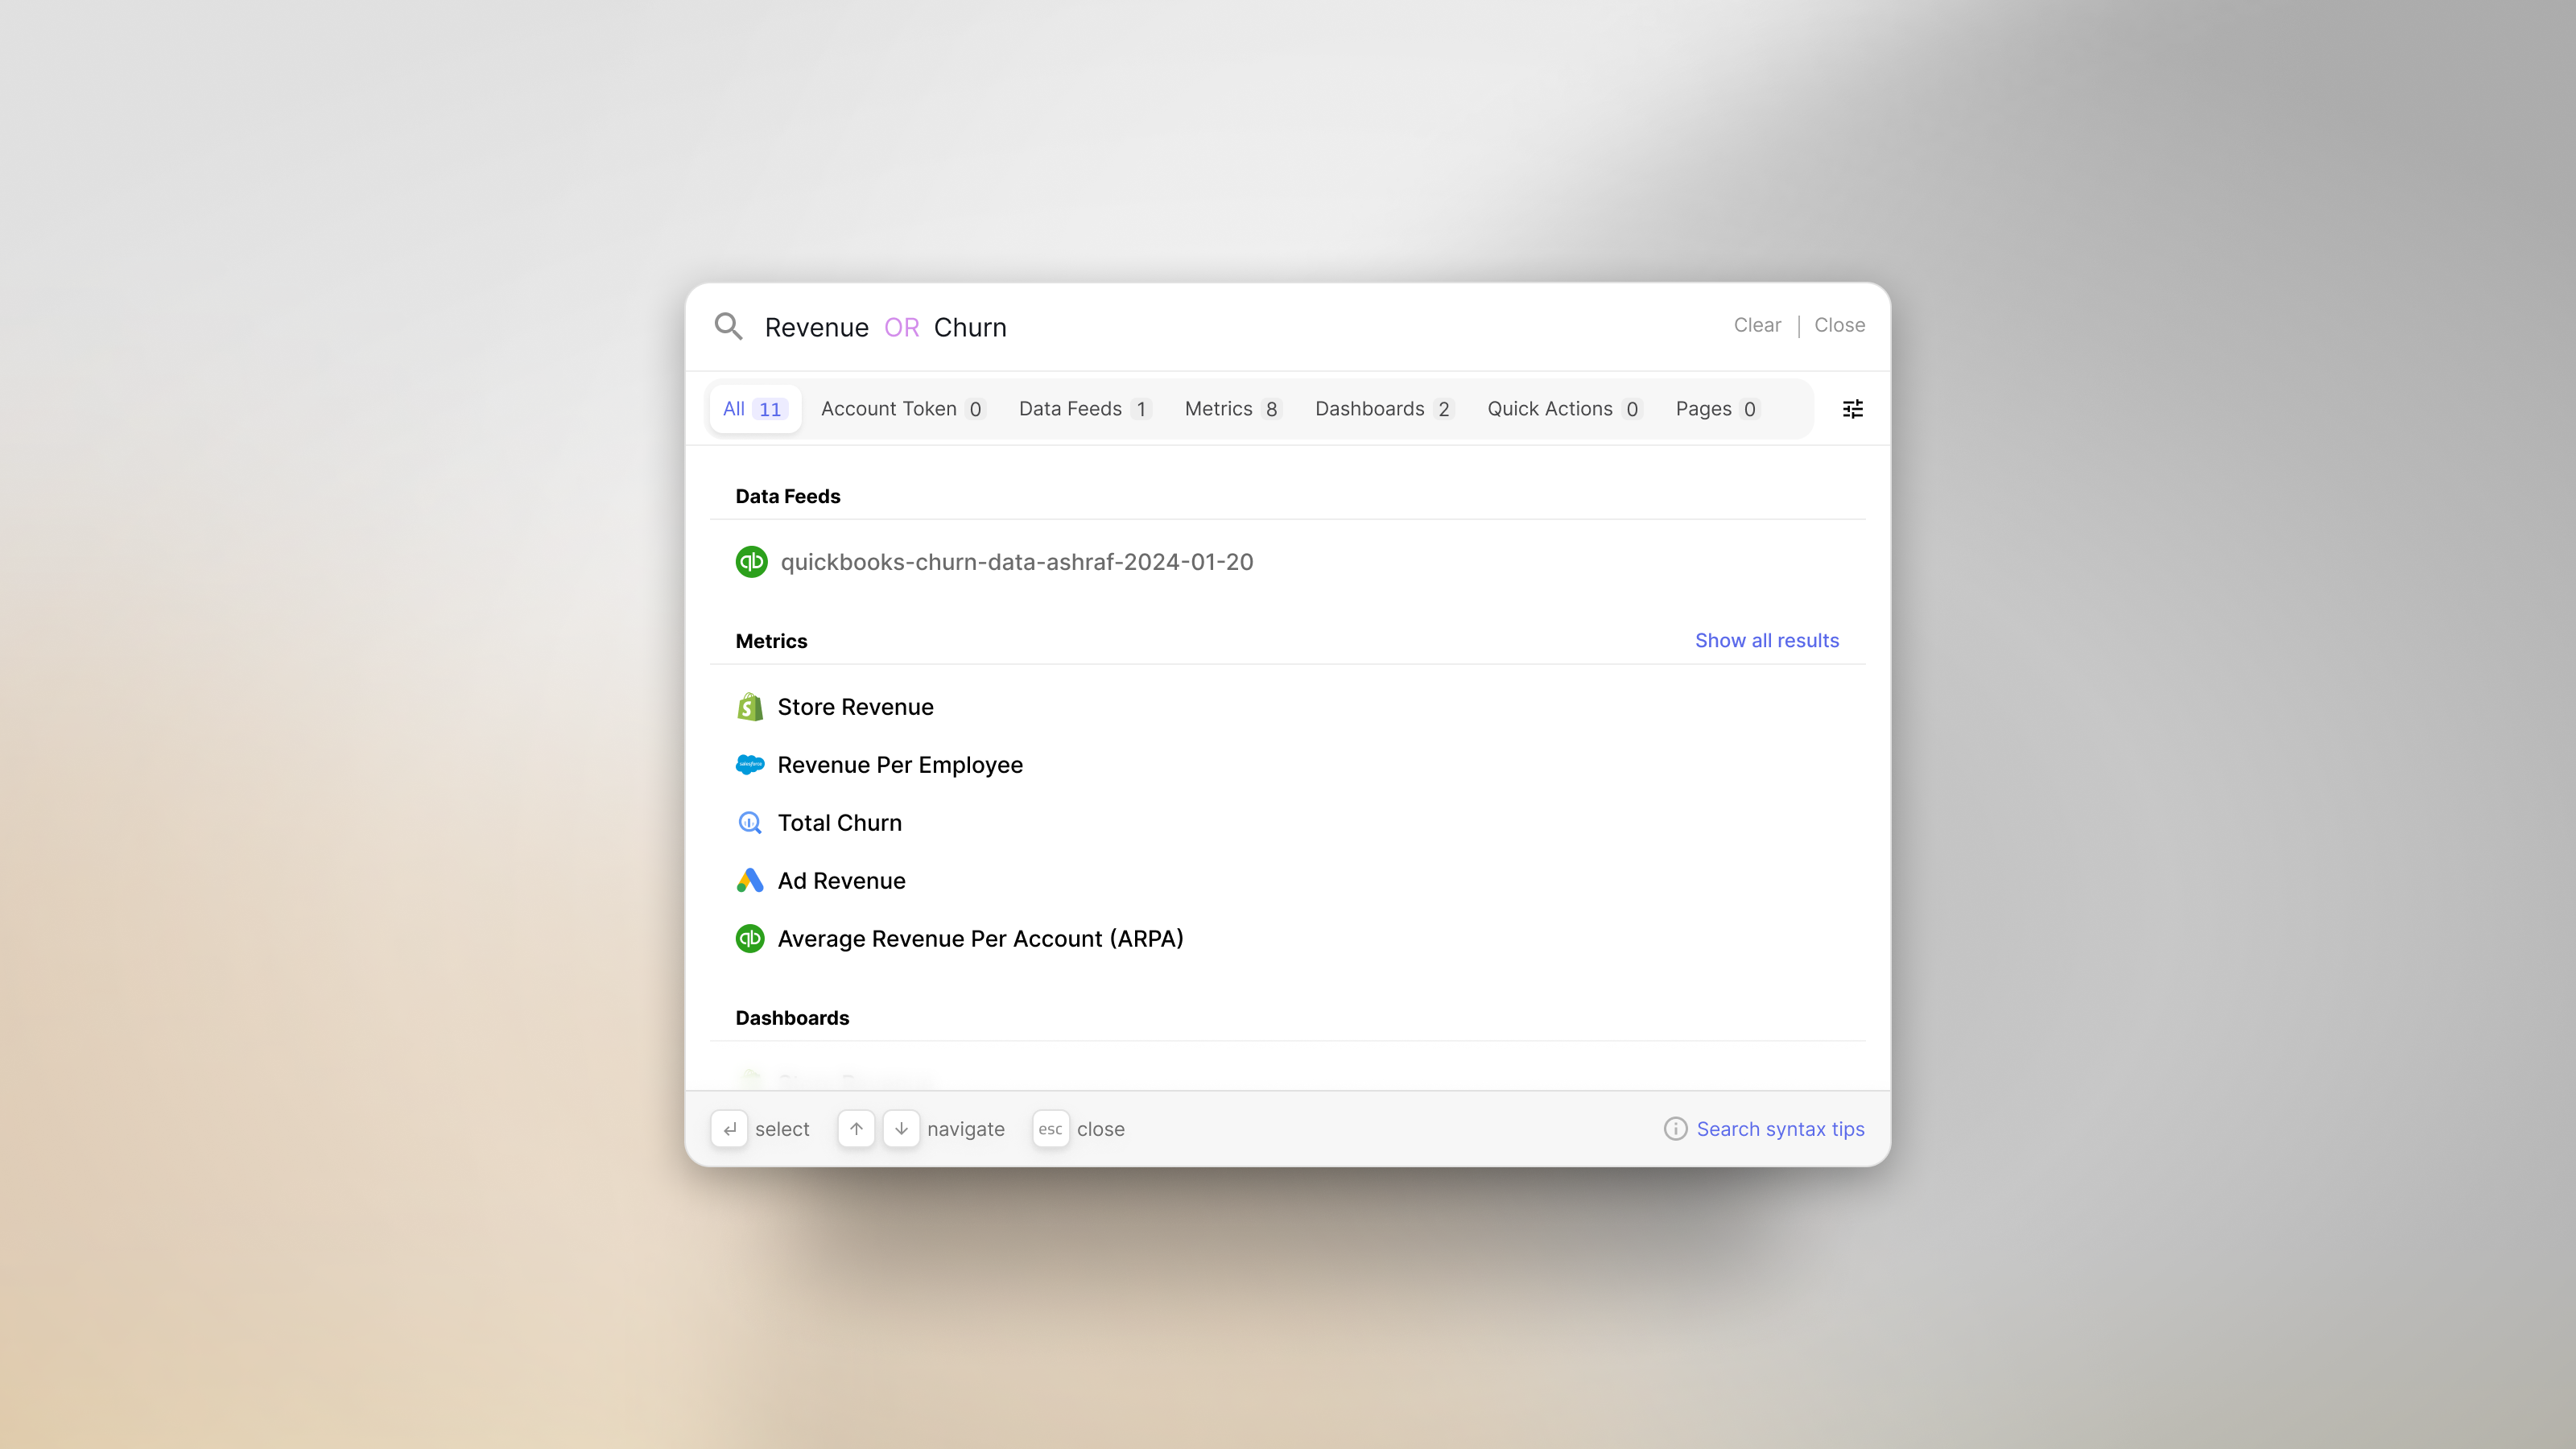 Revenue OR Churn
Clear | Close
All 11 Account Token 0 Data Feeds 1 Metrics 8 Dashboards 2 Quick Actions 0 Pages 0
Data Feeds
quickbooks-churn-data-ashraf-2024-01-20
Metrics
Show all results
Store Revenue
Revenue Per Employee
Total Churn
Ad Revenue
Average Revenue Per Account (ARPA)
Dashboards
select
navigate
esc close
Search syntax tips